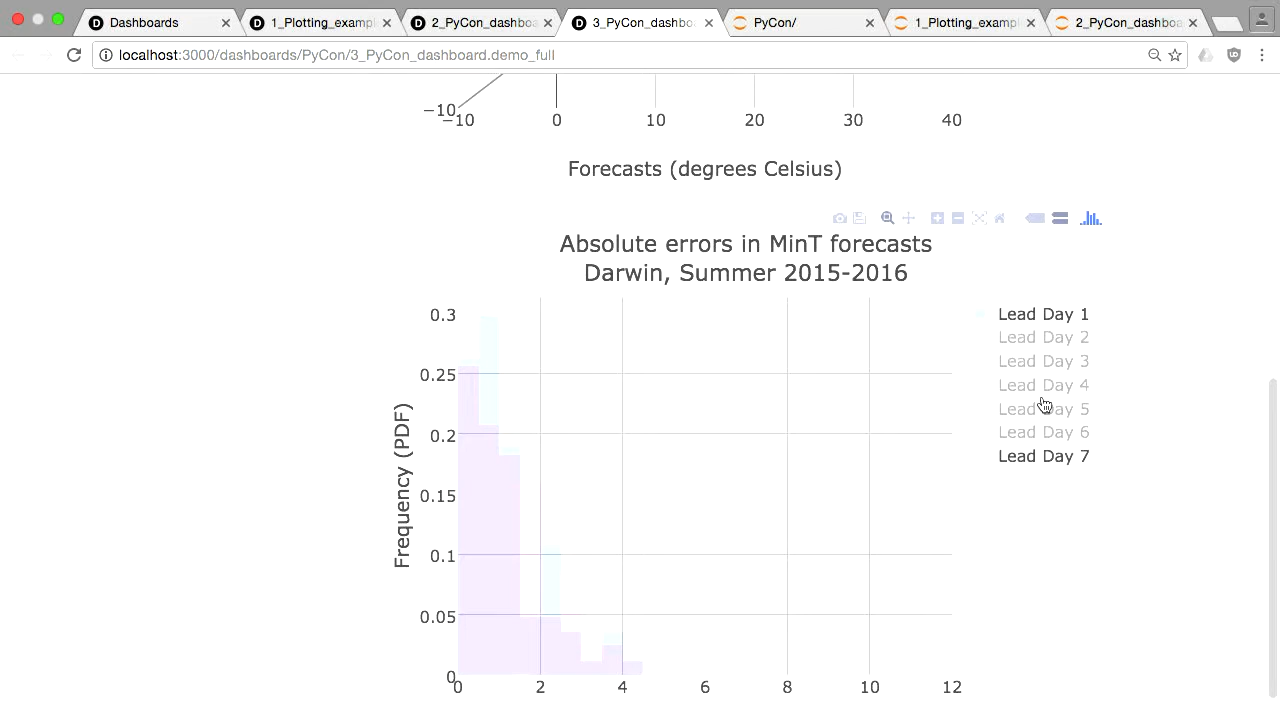 Dashboards
1_Plotting_exampl
2_PyCon_dashboa
3_PyCon_dashbo
PyCon/
1_Plotting_exampl
2_PyCon_dashboa
localhost:3000/dashboards/PyCon/3_PyCon_dashboard.demo_full
−10
−10 0 10 20 30 40
Forecasts (degrees Celsius)
Absolute errors in MinT forecasts
Darwin, Summer 2015-2016
0.3
0.25
0.2
0.15
0.1
0.05
0
Frequency (PDF)
Lead Day 1
Lead Day 2
Lead Day 3
Lead Day 4
Lead Day 5
Lead Day 6
Lead Day 7
0 2 4 6 8 10 12